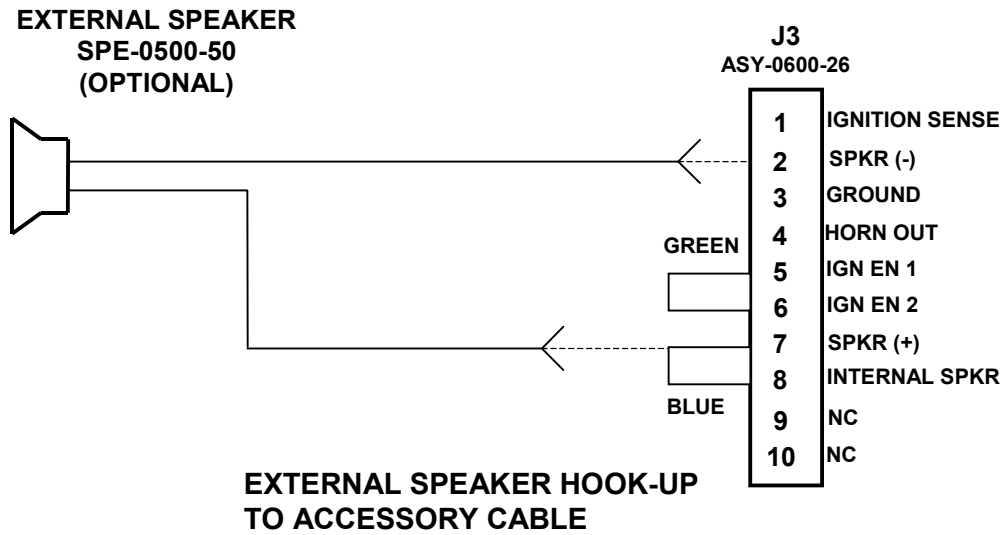 EXTERNAL SPEAKER
SPE-0500-50
(OPTIONAL)
J3
ASY-0600-26
1 IGNITION SENSE
2 SPKR (-)
3 GROUND
4 HORN OUT
GREEN
5 IGN EN 1
6 IGN EN 2
7 SPKR (+)
8 INTERNAL SPKR
BLUE
9 NC
10 NC
EXTERNAL SPEAKER HOOK-UP
TO ACCESSORY CABLE